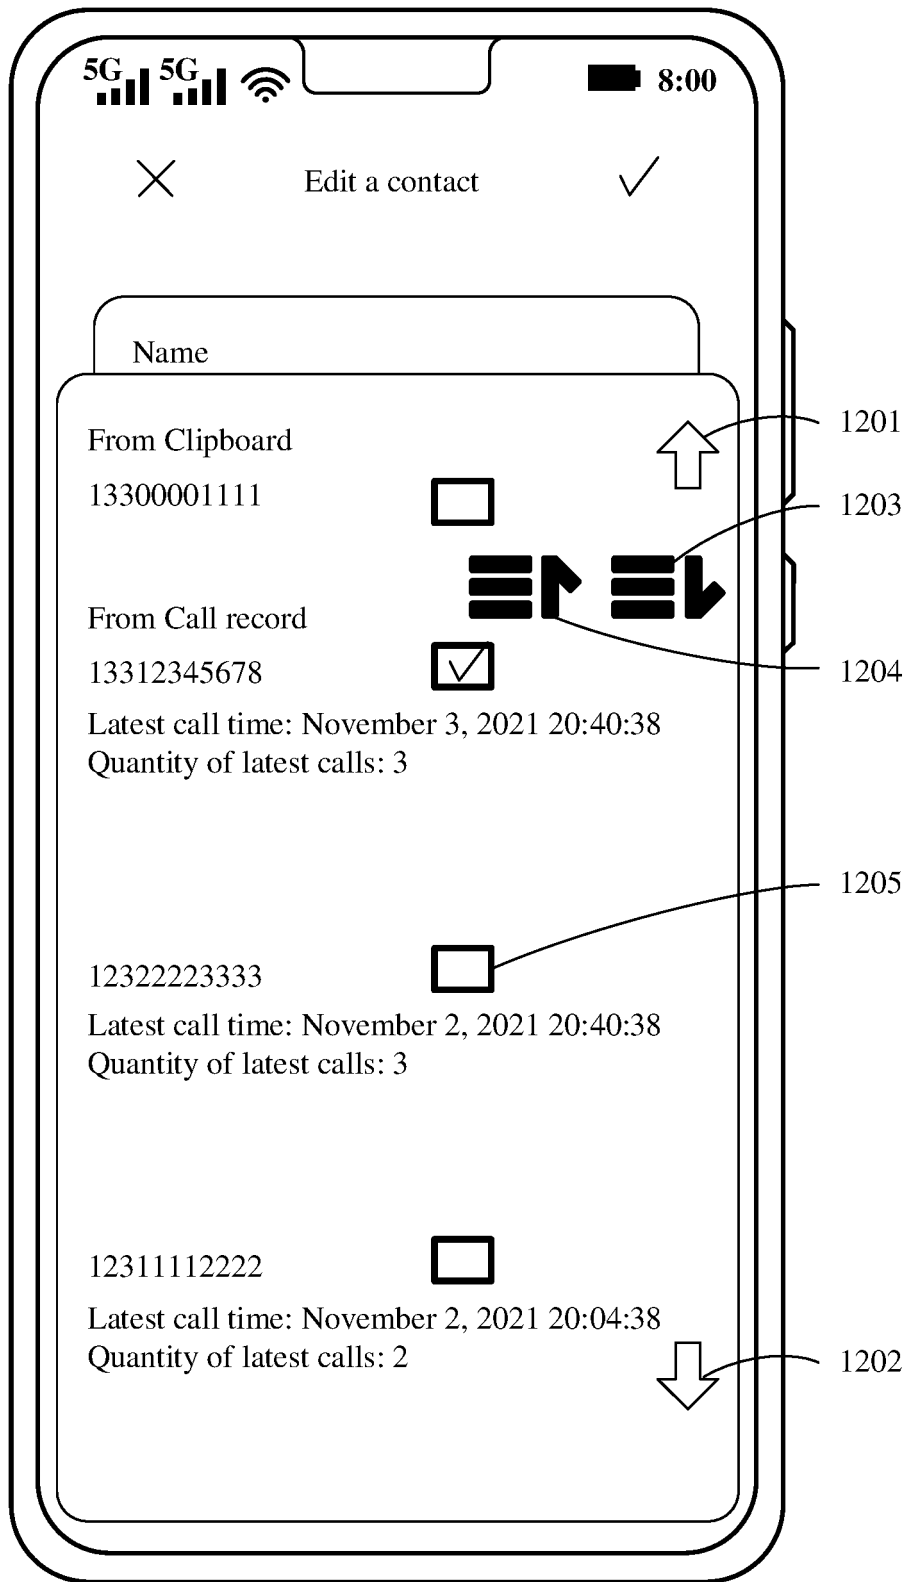 5G 5G 8:00
Edit a contact
Name
From Clipboard
1201
13300001111
1203
From Call record
13312345678
1204
Latest call time: November 3, 2021 20:40:38
Quantity of latest calls: 3
1205
12322223333
Latest call time: November 2, 2021 20:40:38
Quantity of latest calls: 3
12311112222
Latest call time: November 2, 2021 20:04:38
Quantity of latest calls: 2
1202